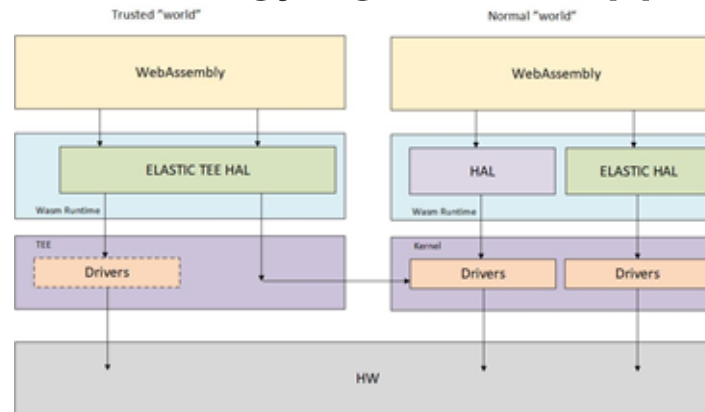 Trusted "world"
Normal "world"
WebAssembly
WebAssembly
ELASTIC TEE HAL
HAL
ELASTIC HAL
Wasm Runtime
Wasm Runtime
TEE
Kernel
Drivers
Drivers
Drivers
HW